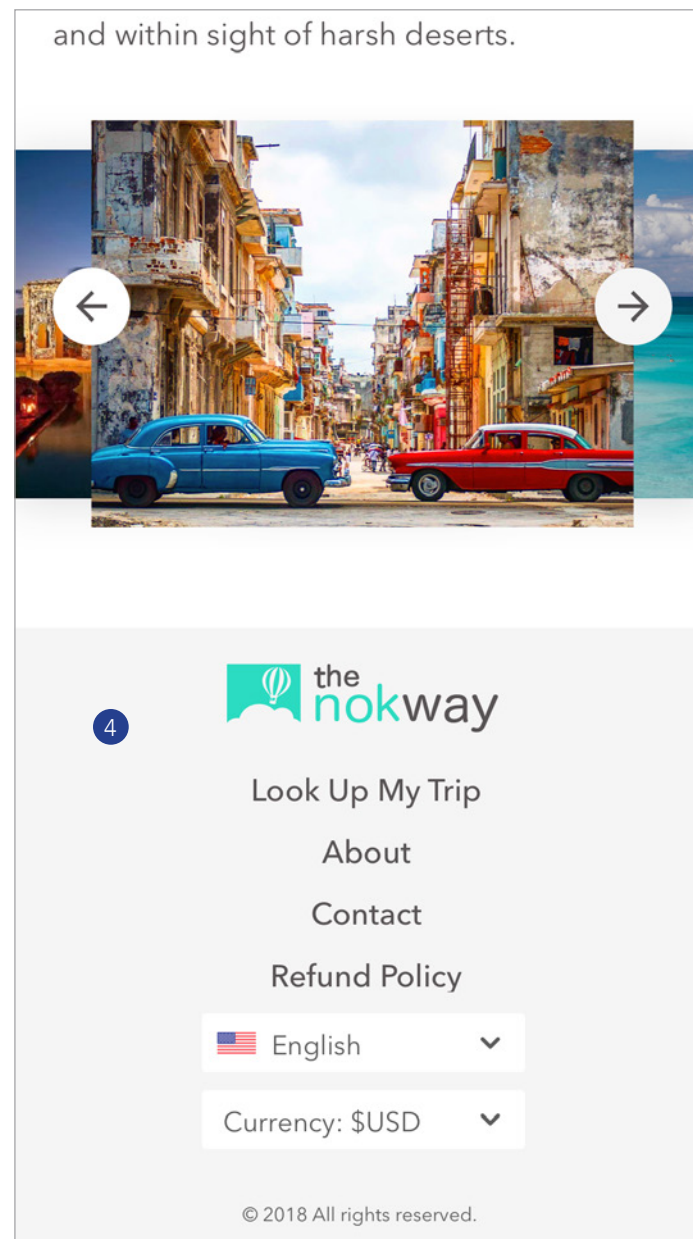 and within sight of harsh deserts.
the
nokway
4
Look Up My Trip
About
Contact
Refund Policy
English
Currency: $USD
© 2018 All rights reserved.